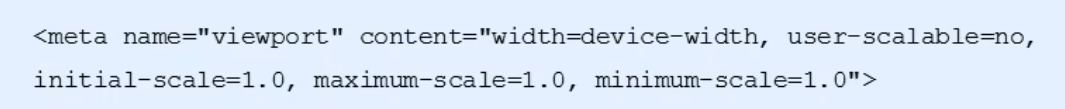 <meta name="viewport" content="width=device-width, user-scalable=no,
initial-scale=1.0, maximum-scale=1.0, minimum-scale=1.0">